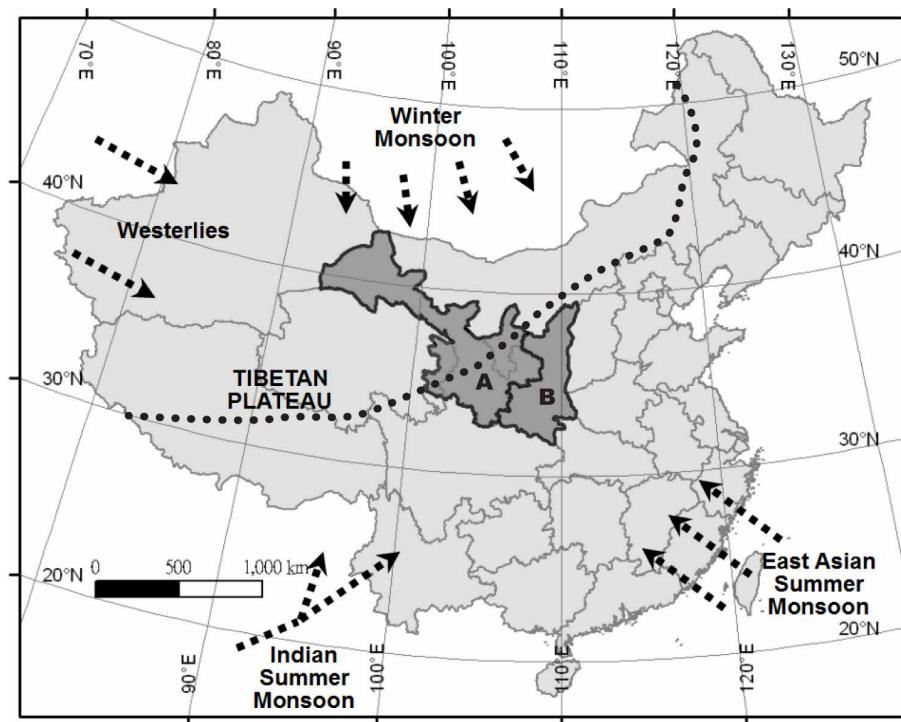 70°E
80°E
90°E
100°E
110°E
120°E
130°E
50°N
Winter
Monsoon
40°N
Westerlies
40°N
30°N
TIBETAN
PLATEAU
A
B
30°N
0 500 1,000 km
20°N
East Asian
Summer
Monsoon
20°N
Indian
Summer
Monsoon
90°E
100°E
110°E
120°E